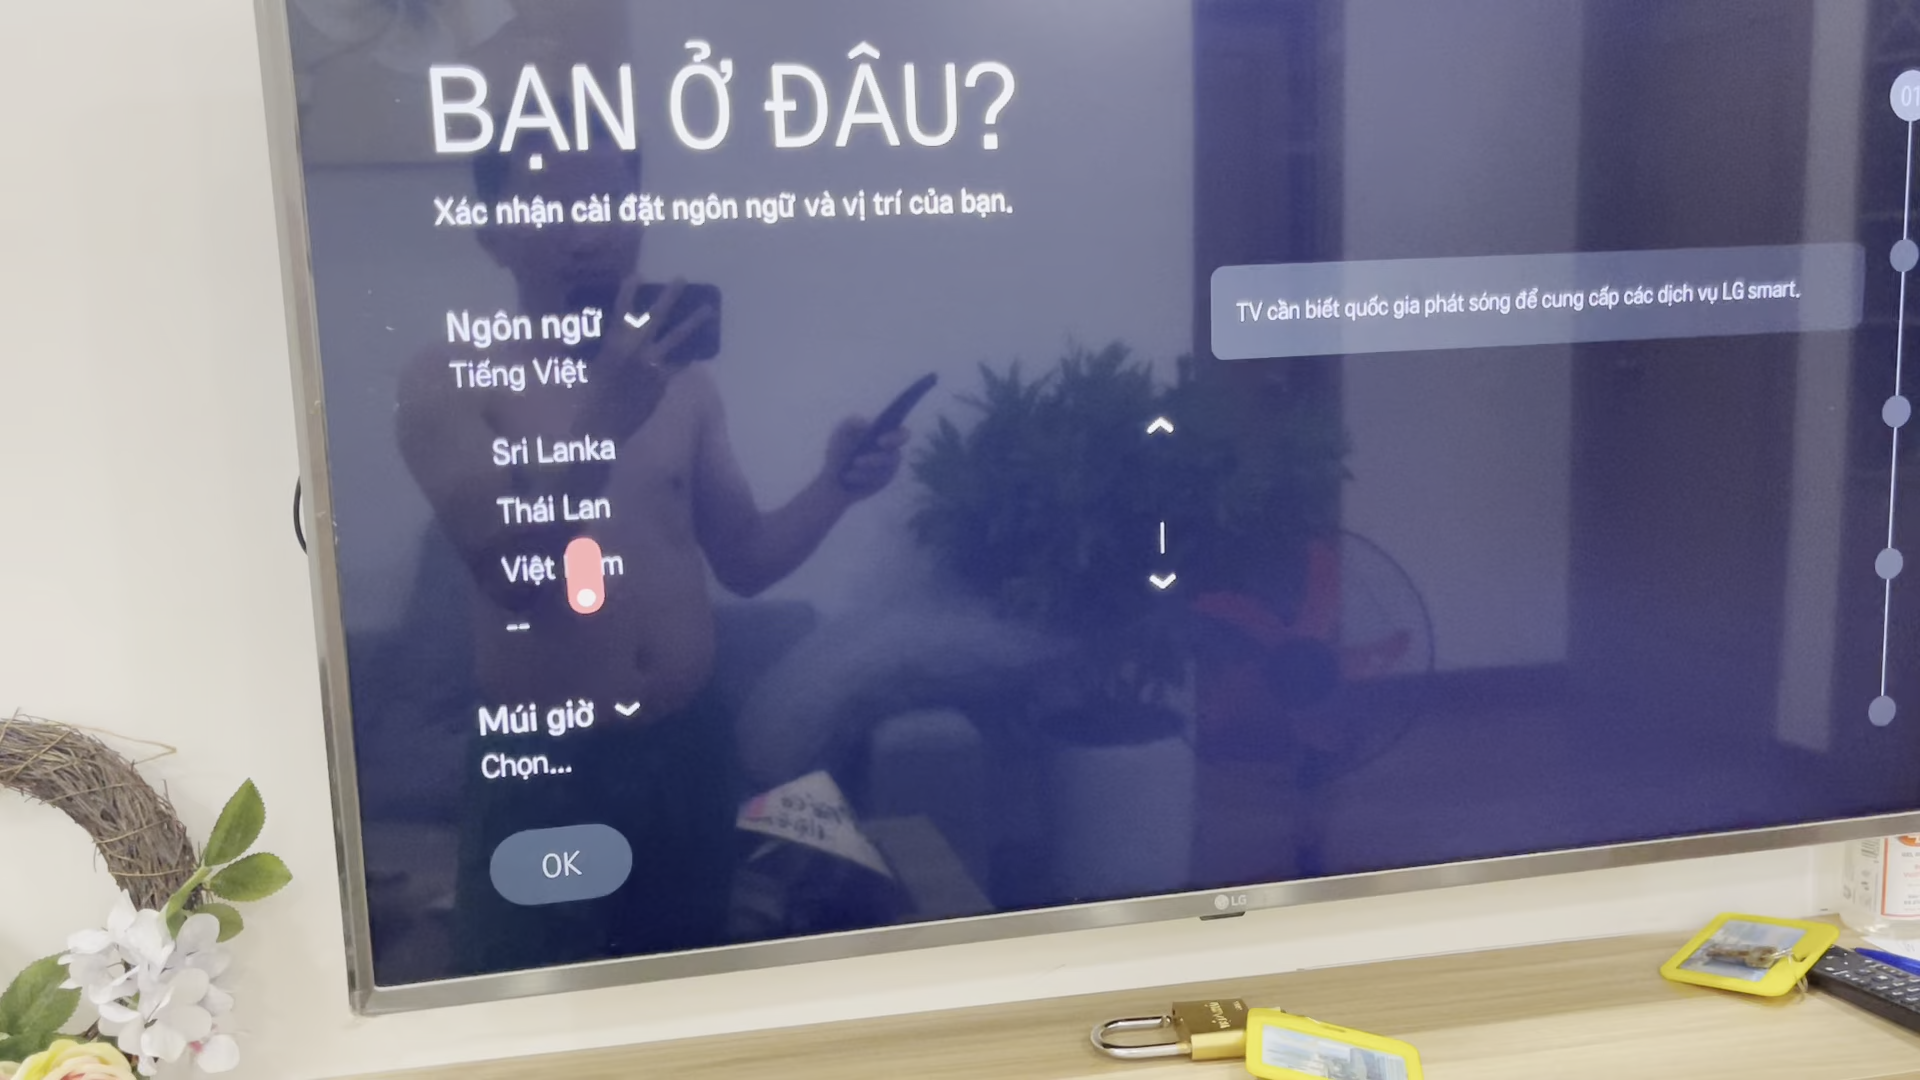 BẠN Ở ĐÂU?
Xác nhận cài đặt ngôn ngữ và vị trí của bạn.
TV cần biết quốc gia phát sóng để cung cấp các dịch vụ LG smart.
Ngôn ngữ
Tiếng Việt
Sri Lanka
Thái Lan
Việt
--
Múi giờ
Chọn...
OK
01
LG